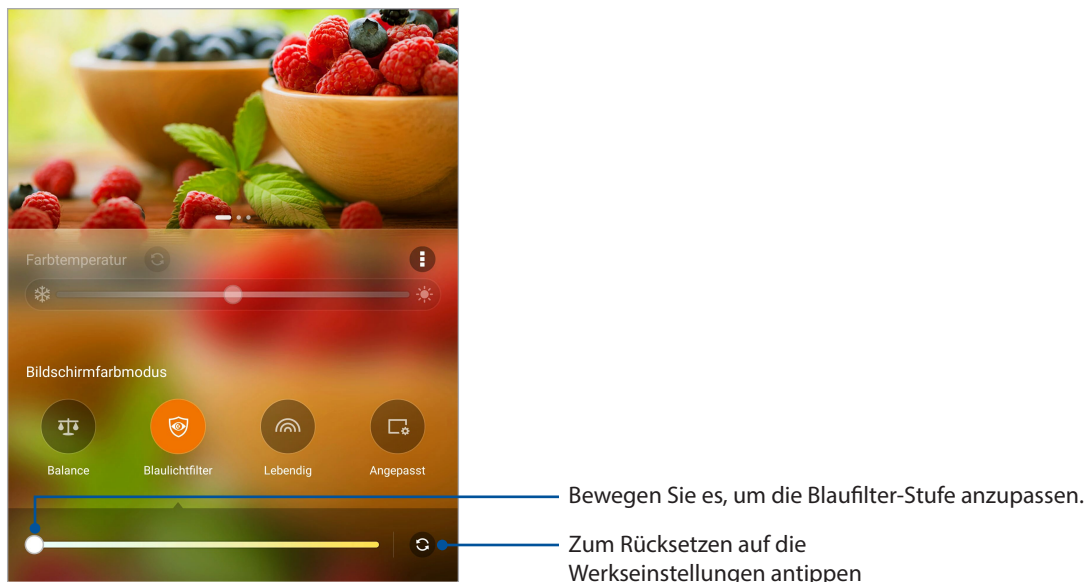 Farbtemperatur
Bildschirmfarbmodus
Balance Blaulichtfilter Lebendig Angepasst
Bewegen Sie es, um die Blaufilter-Stufe anzupassen.
Zum Rücksetzen auf die
Werkseinstellungen antippen